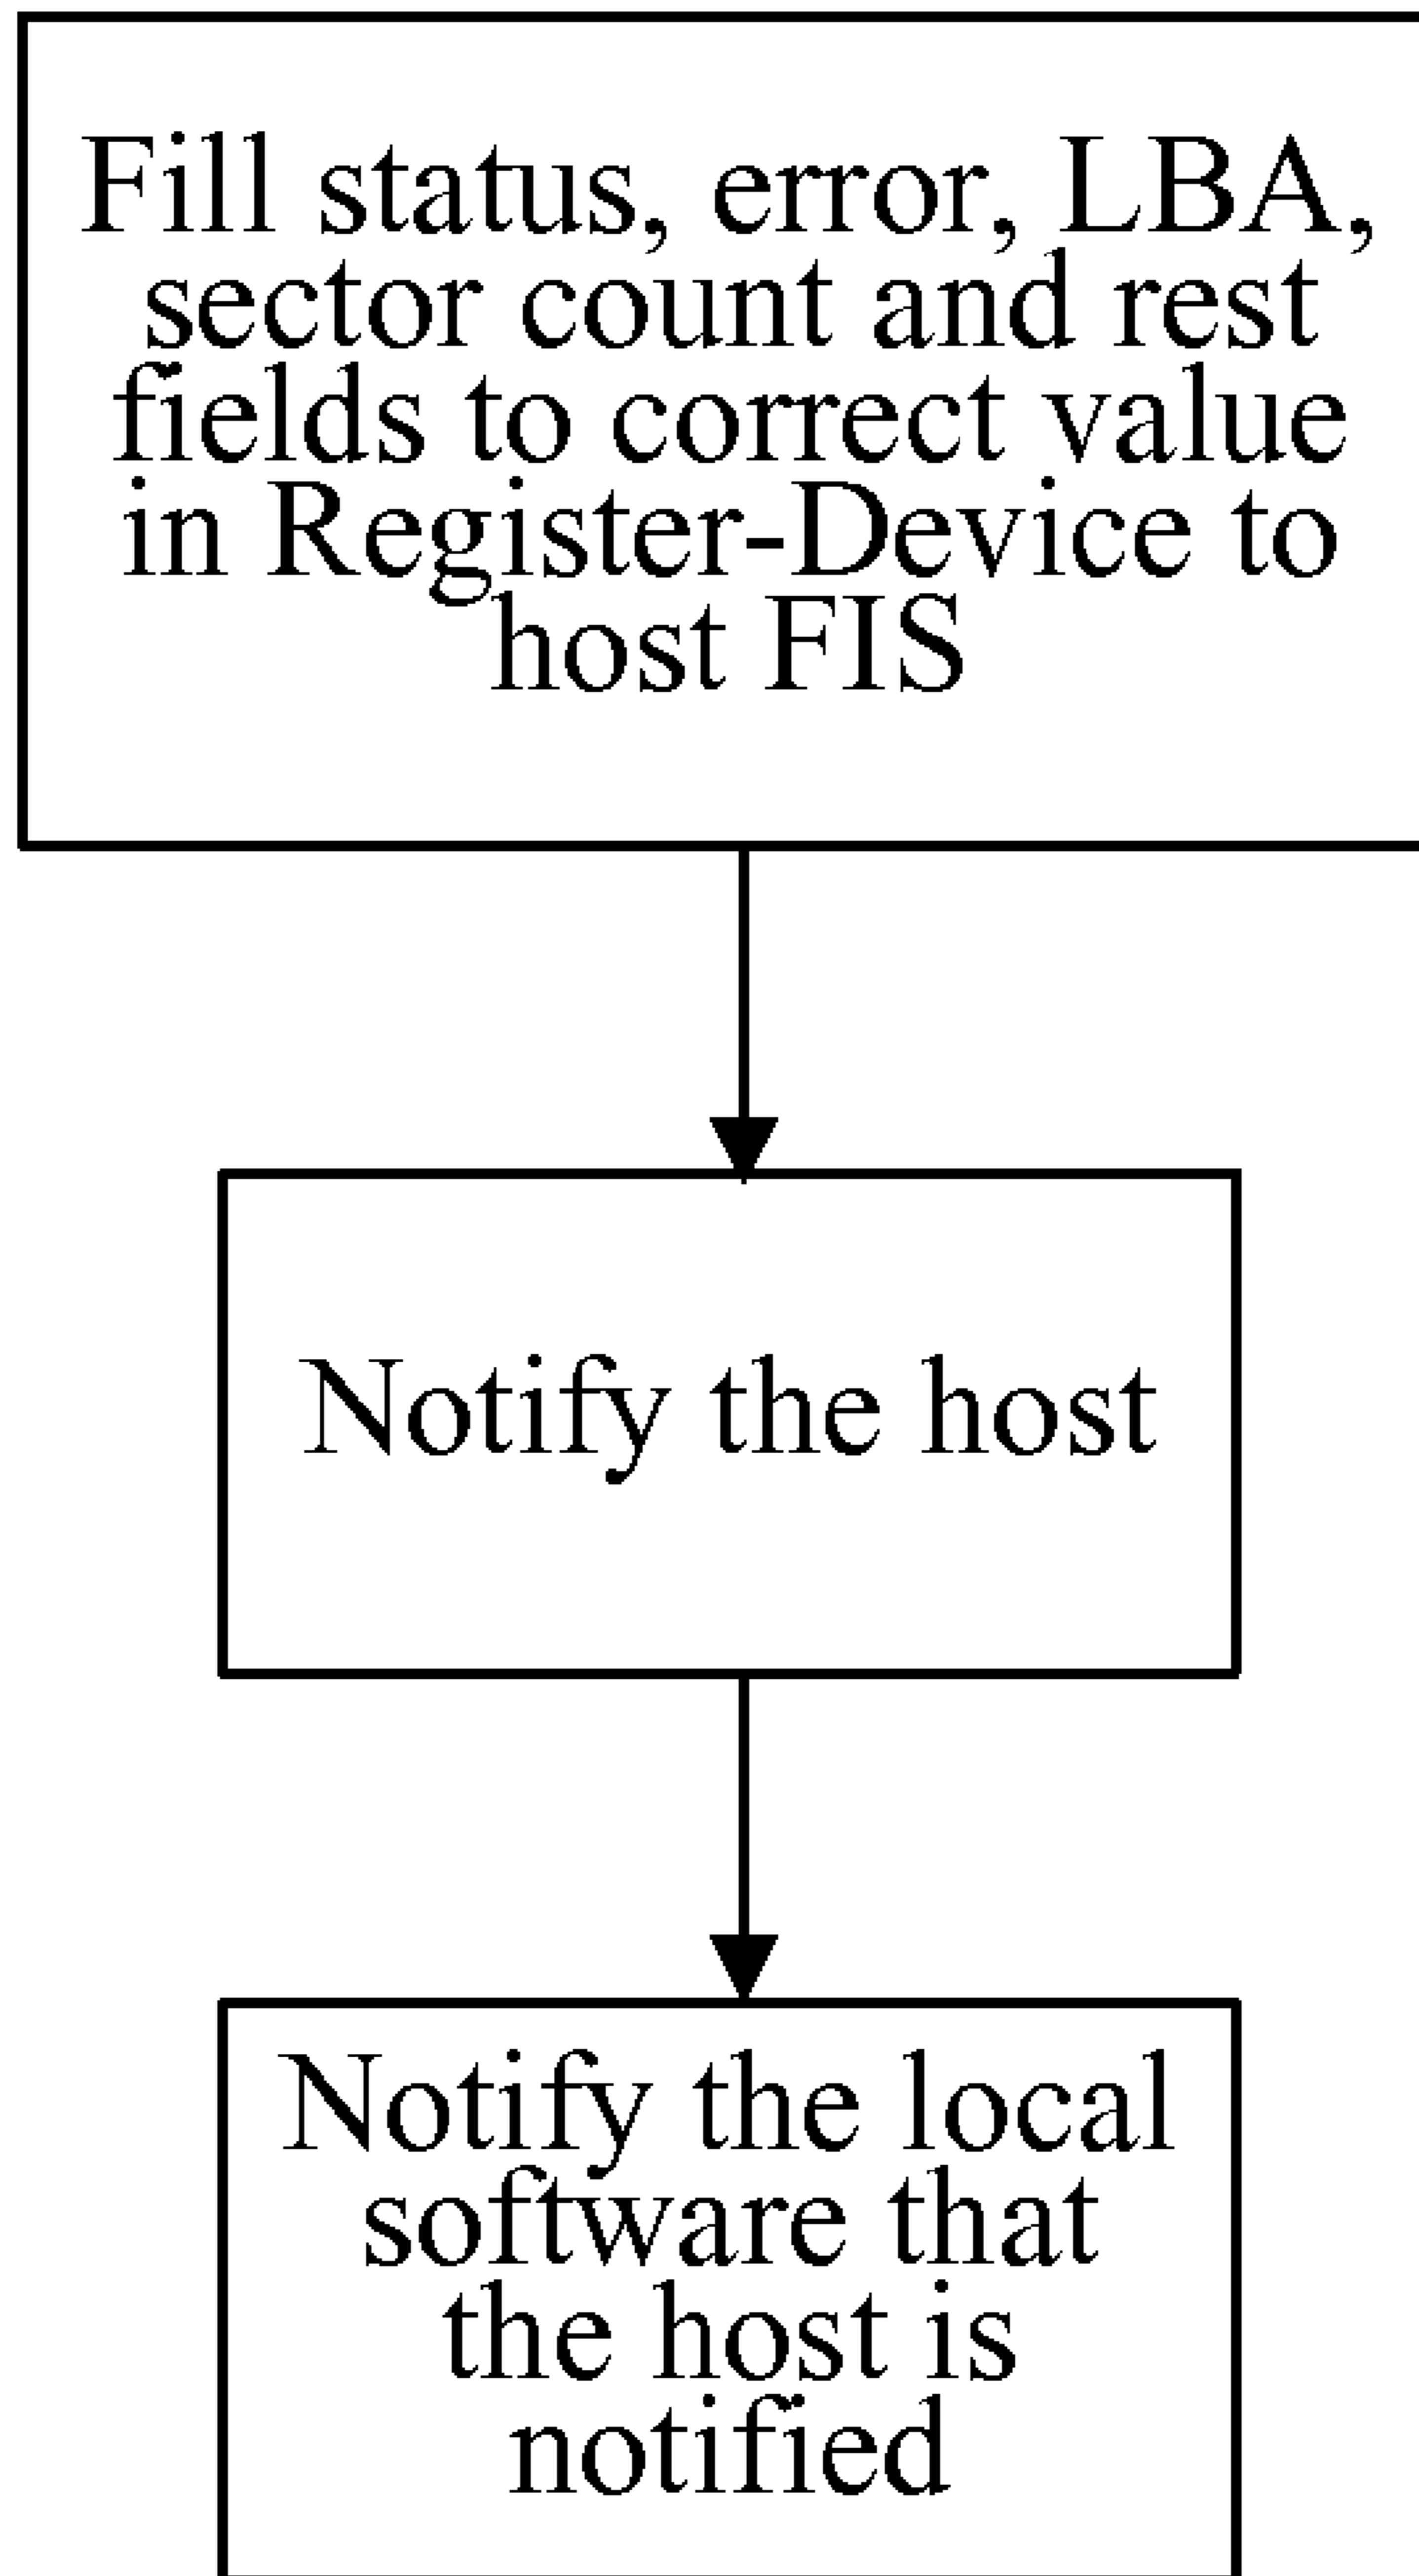 Fill status, error, LBA,
sector count and rest
fields to correct value
in Register-Device to
host FIS
Notify the host
Notify the local
software that
the host is
notified